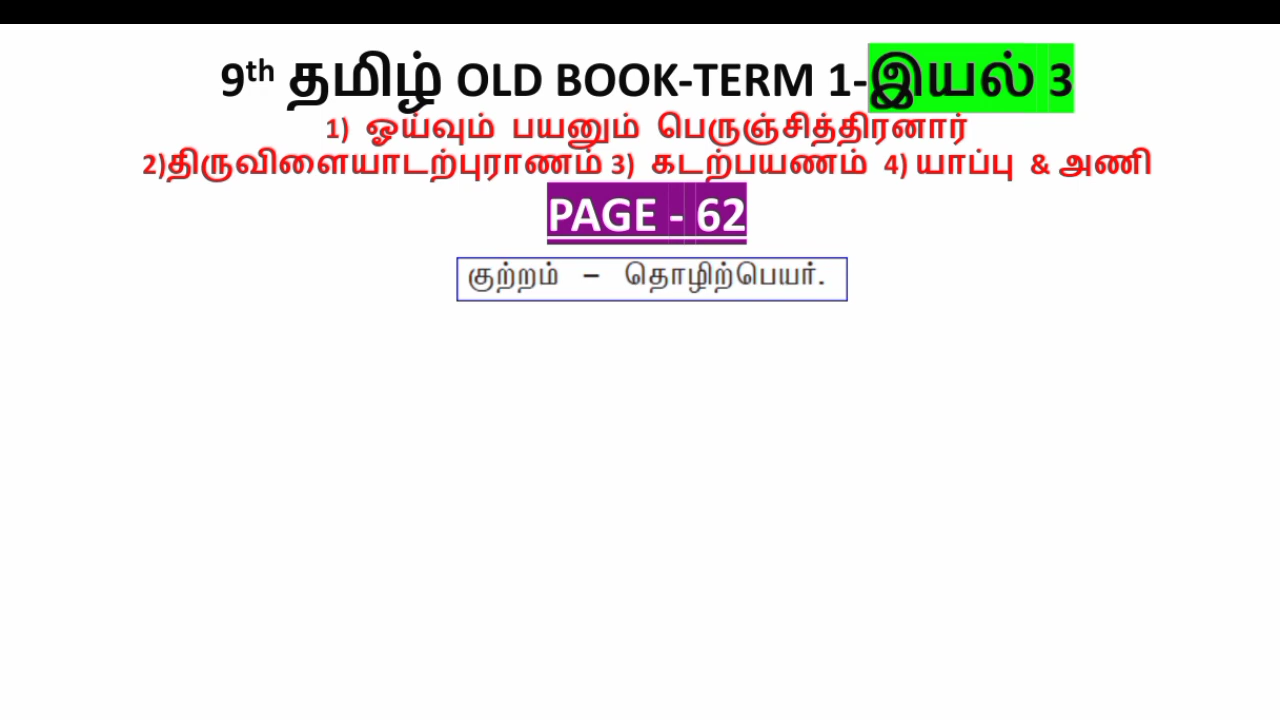 9th தமிழ் OLD BOOK-TERM 1-இயல் 3
1) ஓய்வும் பயனும் பெருஞ்சித்திரனார்
2)திருவிளையாடற்புராணம் 3) கடற்பயணம் 4) யாப்பு & அணி
PAGE - 62
குற்றம் – தொழிற்பெயர்.